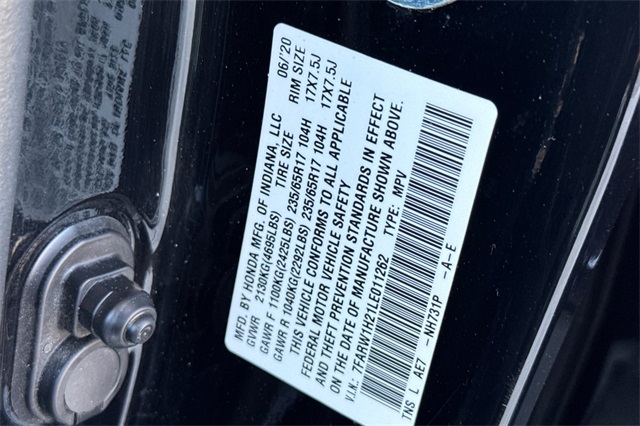 MFD. BY HONDA MFG. OF INDIANA, LLC 06/'20
GVWR 2130KG(4695LBS) TIRE SIZE RIM SIZE
GAWR F 1100KG(2425LBS) 235/65R17 104H 17X7.5J
GAWR R 1040KG(2292LBS) 235/65R17 104H 17X7.5J
THIS VEHICLE CONFORMS TO ALL APPLICABLE
FEDERAL MOTOR VEHICLE SAFETY
AND THEFT PREVENTION STANDARDS IN EFFECT
ON THE DATE OF MANUFACTURE SHOWN ABOVE.
V.I.N.: 7FARW1H21LE011262 TYPE: MPV
TNS L AE7 -NH731P -A-E